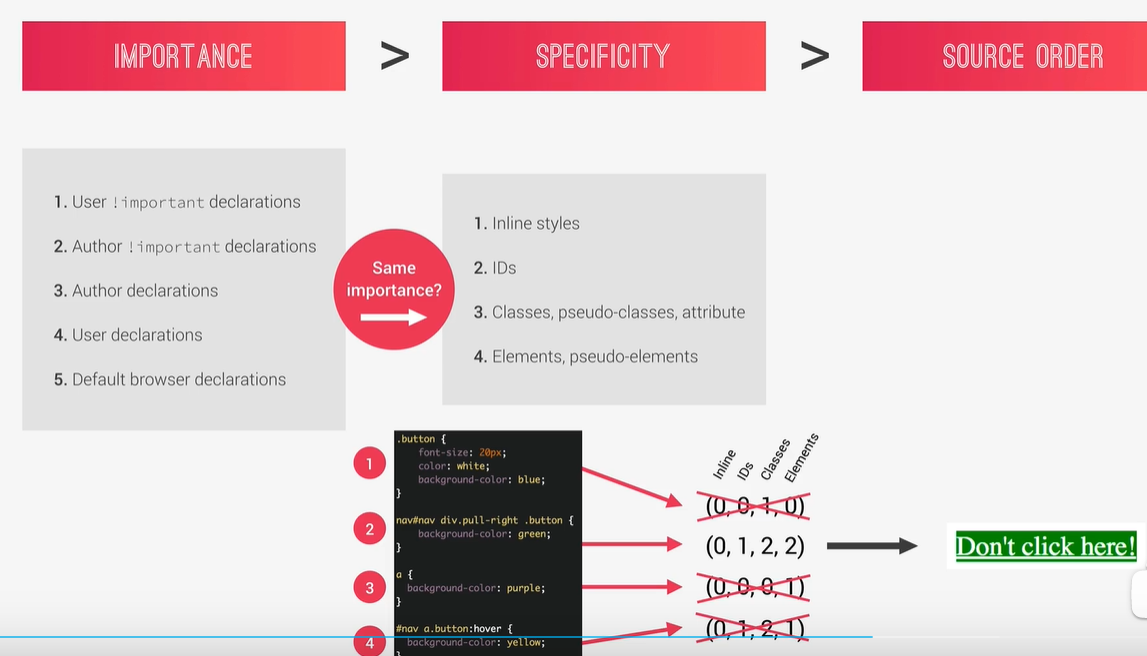 IMPORTANCE
>
SPECIFICITY
>
SOURCE ORDER
1. User !important declarations
2. Author !important declarations
3. Author declarations
4. User declarations
5. Default browser declarations
Same
importance?
1. Inline styles
2. IDs
3. Classes, pseudo-classes, attribute
4. Elements, pseudo-elements
1
.button {
font-size: 20px;
color: white;
background-color: blue;
}
2
nav#nav div.pull-right .button {
background-color: green;
}
3
a {
background-color: purple;
}
4
#nav a.button:hover {
background-color: yellow;
}
Inline
IDs
Classes
Elements
(0, 0, 1, 0)
(0, 1, 2, 2)
(0, 0, 0, 1)
(0, 1, 2, 1)
Don't click here!